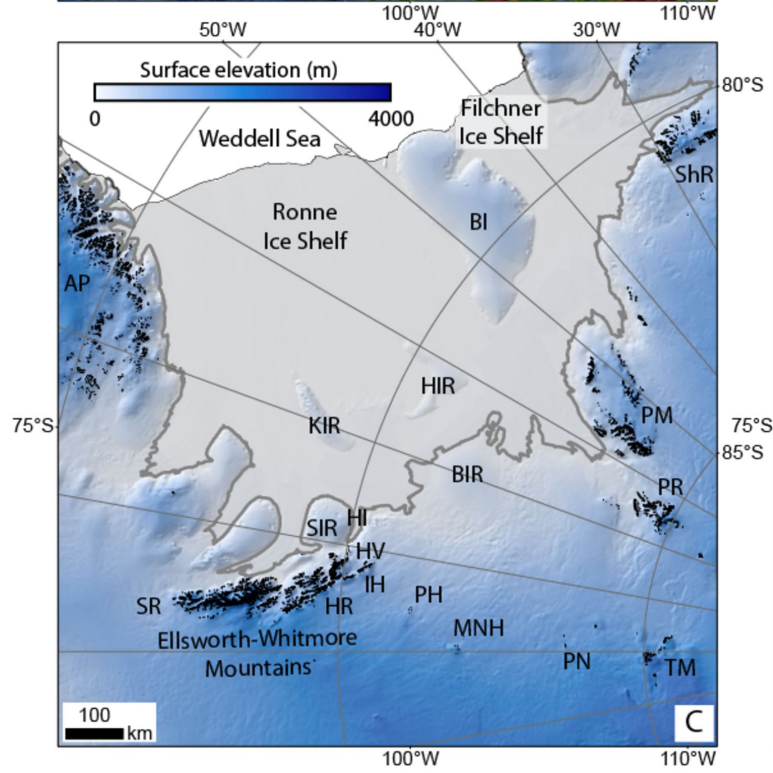 100°W
110°W
50°W
40°W
30°W
Surface elevation (m)
0
4000
80°S
Weddell Sea
Filchner
Ice Shelf
ShR
Ronne
Ice Shelf
BI
AP
HIR
KIR
PM
75°S
75°S
85°S
BIR
PR
SIR
HI
HV
IH
SR
HR
PH
MNH
Ellsworth-Whitmore
Mountains
PN
TM
100
km
C
100°W
110°W